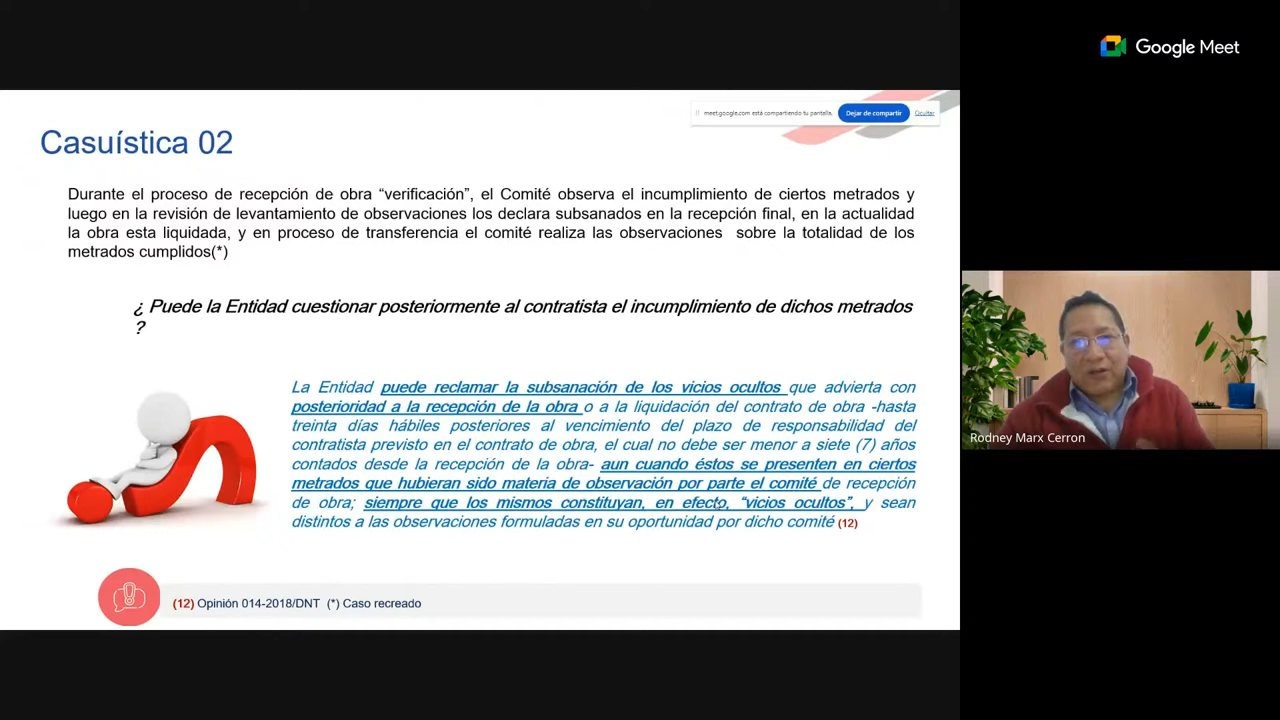 Google Meet
meet.google.com está compartiendo tu pantalla.
Dejar de compartir
Ocultar
Casuística 02
Durante el proceso de recepción de obra “verificación”, el Comité observa el incumplimiento de ciertos metrados y
luego en la revisión de levantamiento de observaciones los declara subsanados en la recepción final, en la actualidad
la obra esta liquidada, y en proceso de transferencia el comité realiza las observaciones sobre la totalidad de los
metrados cumplidos(*)
¿ Puede la Entidad cuestionar posteriormente al contratista el incumplimiento de dichos metrados
?
La Entidad puede reclamar la subsanación de los vicios ocultos que advierta con
posterioridad a la recepción de la obra o a la liquidación del contrato de obra -hasta
treinta días hábiles posteriores al vencimiento del plazo de responsabilidad del
contratista previsto en el contrato de obra, el cual no debe ser menor a siete (7) años
contados desde la recepción de la obra- aun cuando éstos se presenten en ciertos
metrados que hubieran sido materia de observación por parte el comité de recepción
de obra; siempre que los mismos constituyan, en efecto, “vicios ocultos”, y sean
distintos a las observaciones formuladas en su oportunidad por dicho comité (12)
(12) Opinión 014-2018/DNT (*) Caso recreado
Rodney Marx Cerron